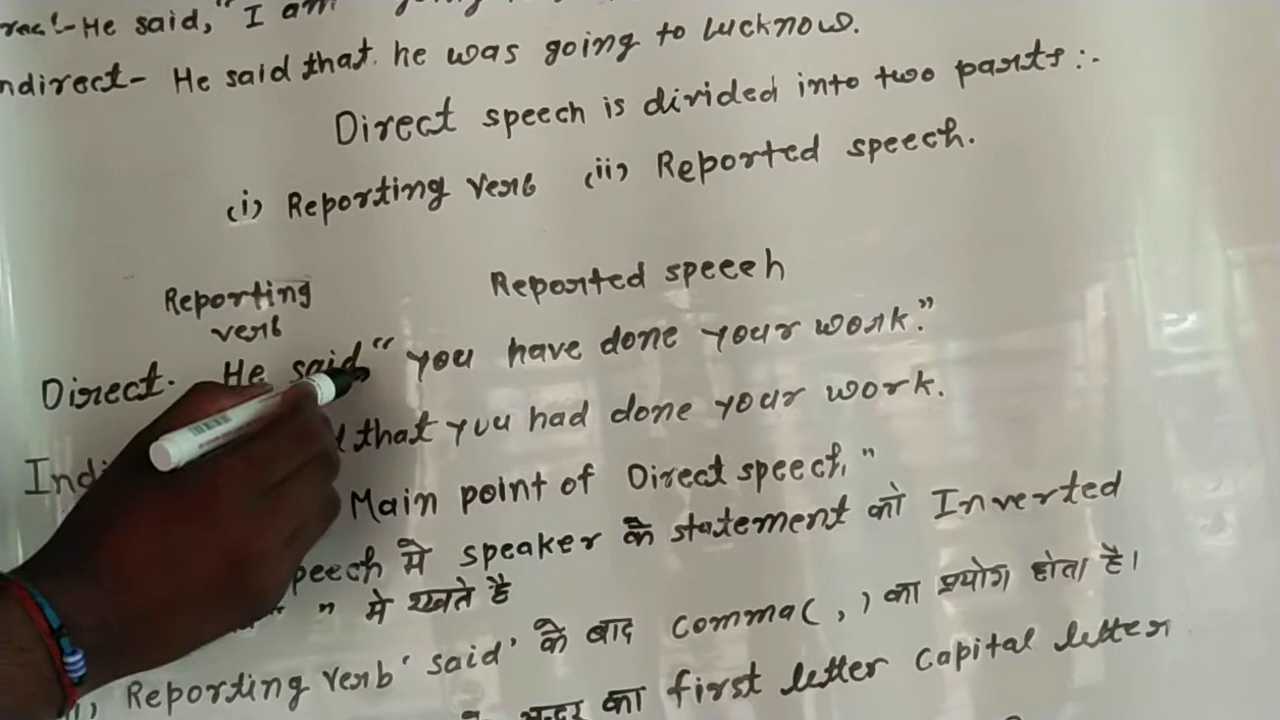 He said, "I am
Indirect- He said that he was going to Lucknow.
Direct speech is divided into two parts:-
(i) Reporting verb (ii) Reported speech.
Reporting verb
Reported speech
Direct. He said, "you have done your work."
that you had done your work.
Main point of Direct speech, "
में speaker के statement को Inverted
" " में रखते है
Reporting verb 'said' के बाद comma (,) का प्रयोग होता है।
का first letter capital letter